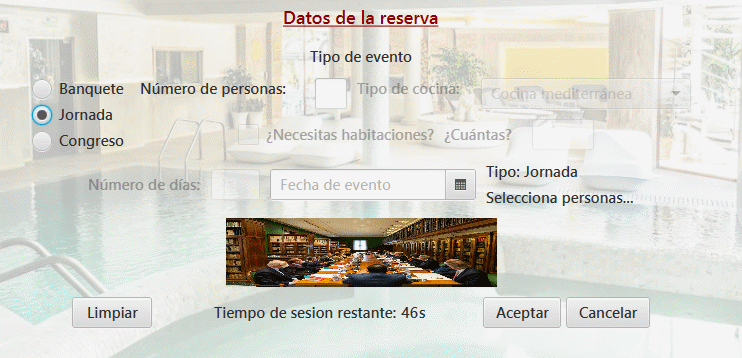 Datos de la reserva
Tipo de evento
Banquete Número de personas: Tipo de cocina: Cocina mediterránea
Jornada
¿Necesitas habitaciones? ¿Cuántas?
Congreso
Tipo: Jornada
Número de días: Fecha de evento
Selecciona personas...
Limpiar Tiempo de sesion restante: 46s Aceptar Cancelar